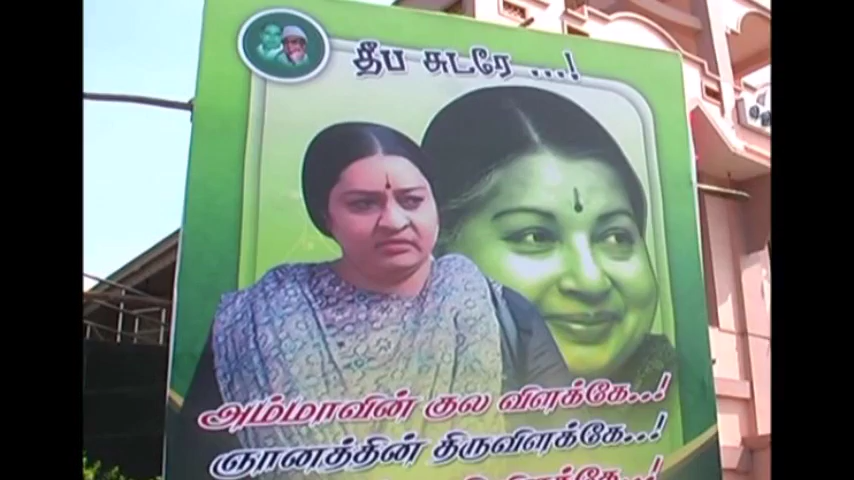 தீப சுடரே ...!
அம்மாவின் குல விளக்கே...!
ஞானத்தின் திருவிளக்கே..!